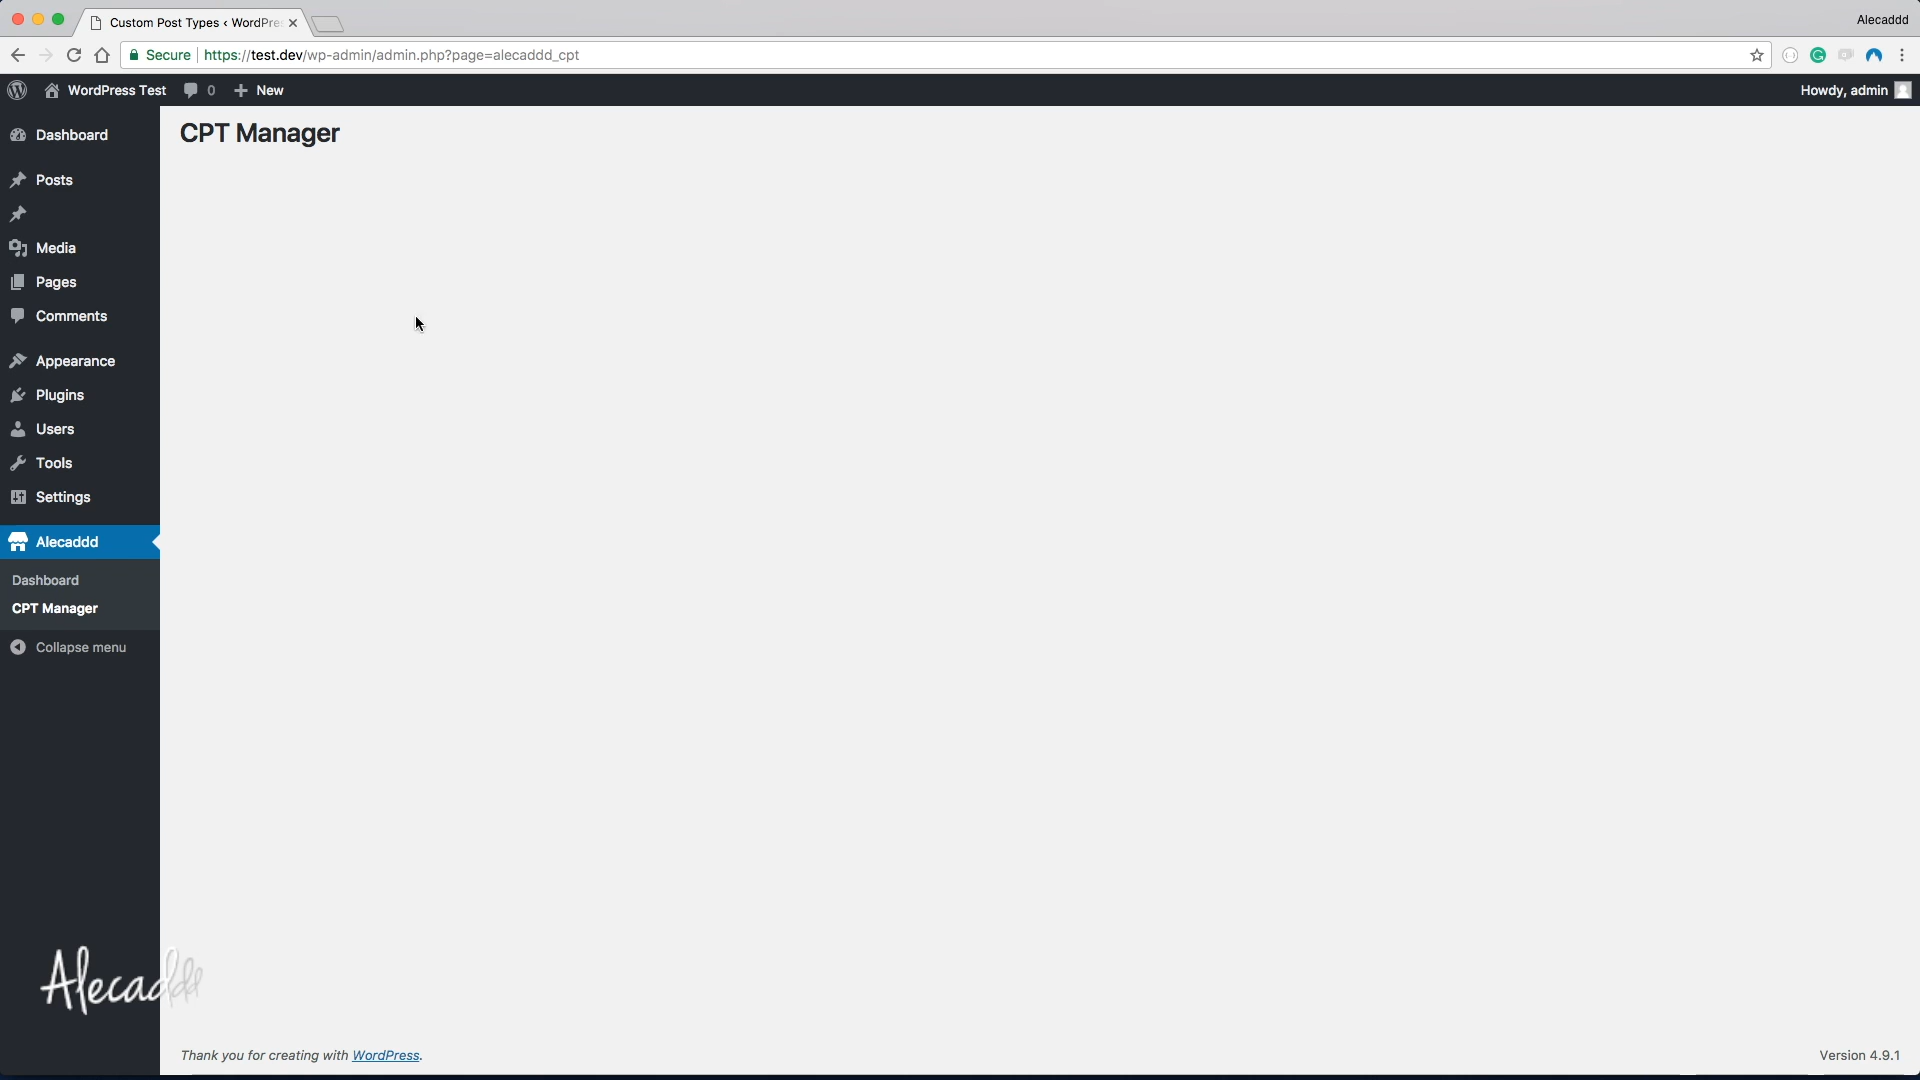 Custom Post Types ‹ WordPre
Alecaddd
Secure https://test.dev/wp-admin/admin.php?page=alecaddd_cpt
WordPress Test 0 New
Howdy, admin
CPT Manager
Dashboard
Posts
Media
Pages
Comments
Appearance
Plugins
Users
Tools
Settings
Alecaddd
Dashboard
CPT Manager
Collapse menu
Alecaddd
Thank you for creating with WordPress.
Version 4.9.1